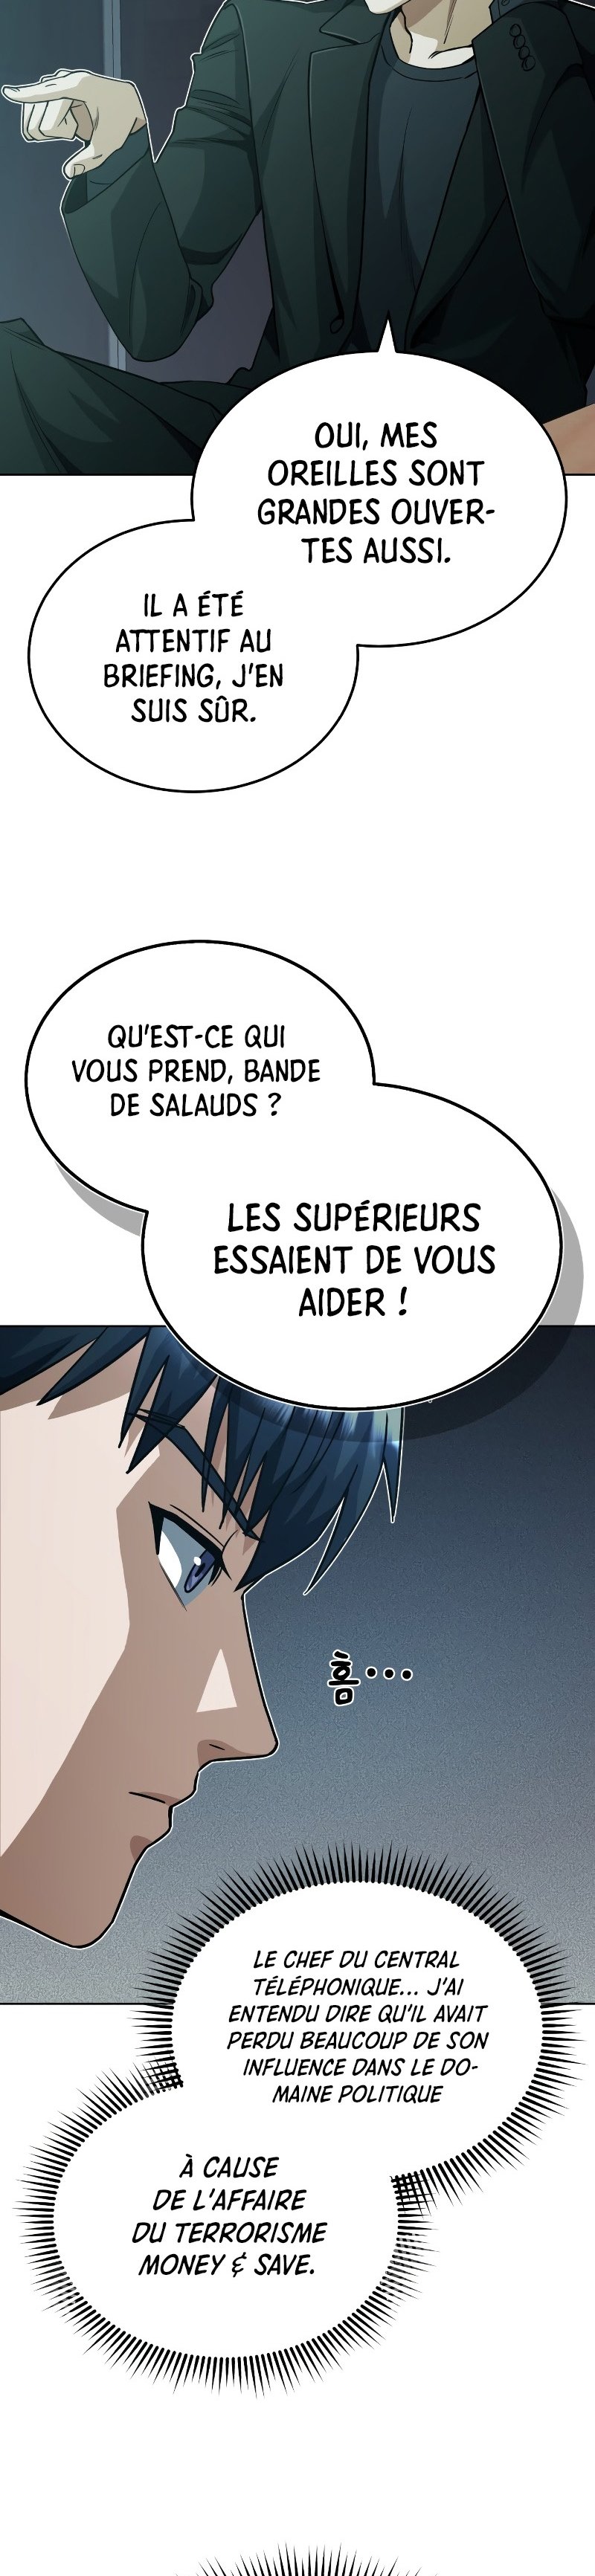 OUI, MES
OREILLES SONT
GRANDES OUVER-
TES AUSSI.
IL A ÉTÉ
ATTENTIF AU
BRIEFING, J'EN
SUIS SÛR.
QU'EST-CE QUI
VOUS PREND, BANDE
DE SALAUDS ?
LES SUPÉRIEURS
ESSAIENT DE VOUS
AIDER !
흠...
LE CHEF DU CENTRAL
TÉLÉPHONIQUE... J'AI
ENTENDU DIRE QU'IL AVAIT
PERDU BEAUCOUP DE SON
INFLUENCE DANS LE DO-
MAINE POLITIQUE
À CAUSE
DE L'AFFAIRE
DU TERRORISME
MONEY & SAVE.